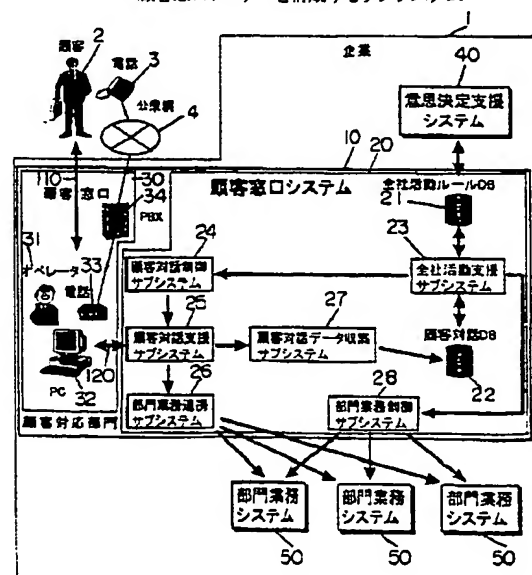 1
企業
2
顧客
3
電話
4
公衆網
40
意思決定支援
システム
10
20
110
30
34
顧客窓口
PBX
顧客窓口システム
全社活動ルールDB
21
31
オペレータ
33
電話
24
顧客対話制御
サブシステム
23
全社活動支援
サブシステム
25
顧客対話支援
サブシステム
27
顧客対話データ収集
サブシステム
顧客対話DB
22
120
PC
32
26
部門業務連携
サブシステム
28
部門業務制御
サブシステム
顧客対応部門
部門業務
システム
部門業務
システム
部門業務
システム
50
50
50